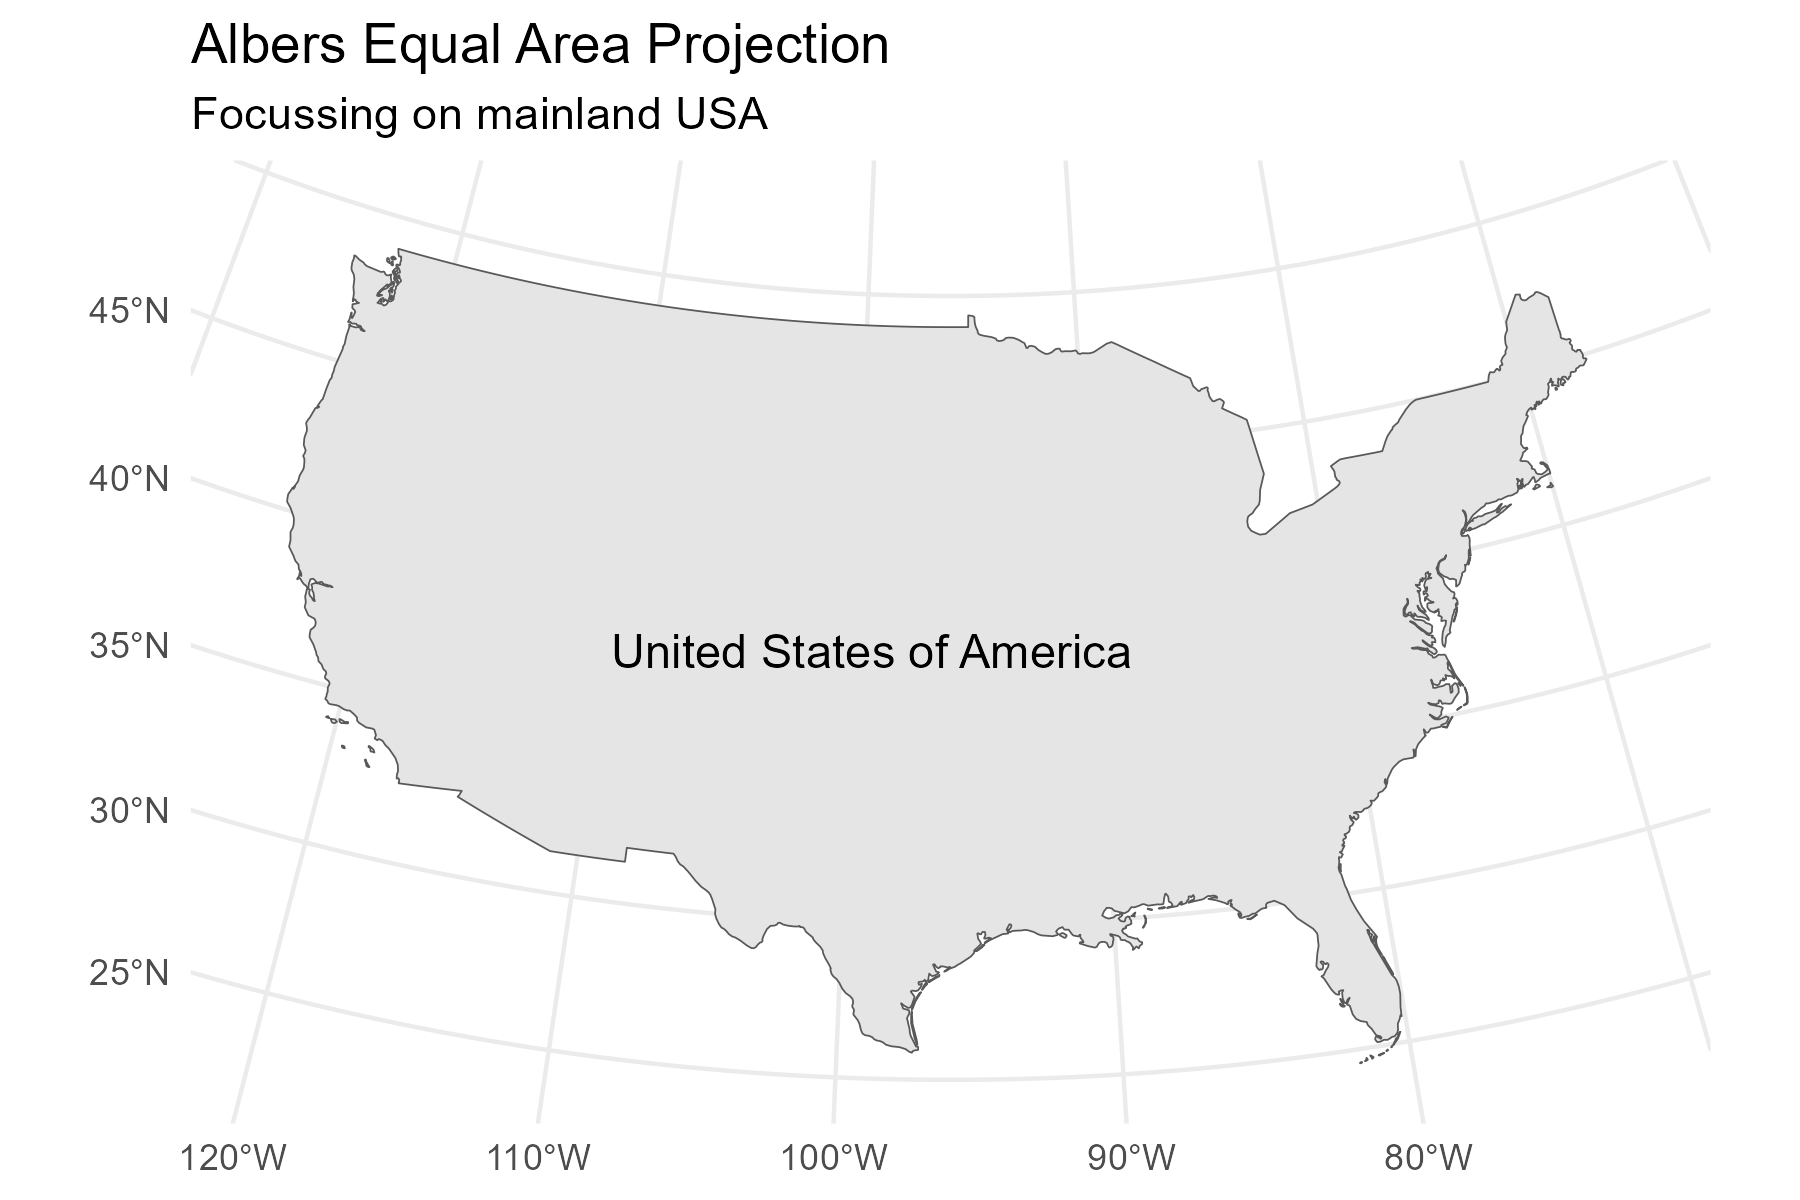 Albers Equal Area Projection
Focussing on mainland USA
45°N
40°N
35°N
United States of America
30°N
25°N
120°W 110°W 100°W 90°W 80°W